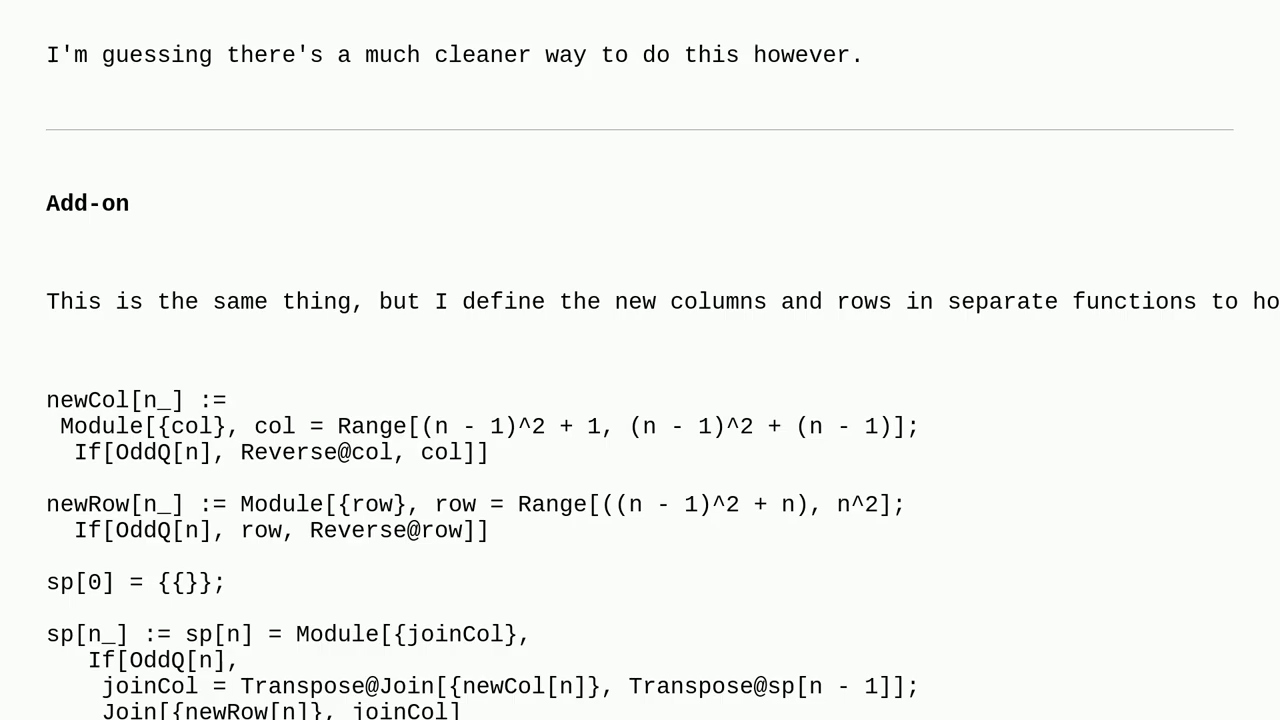 I'm guessing there's a much cleaner way to do this however.
Add-on
This is the same thing, but I define the new columns and rows in separate functions to ho
newCol[n_] :=
 Module[{col}, col = Range[(n - 1)^2 + 1, (n - 1)^2 + (n - 1)];
  If[OddQ[n], Reverse@col, col]]
newRow[n_] := Module[{row}, row = Range[((n - 1)^2 + n), n^2];
  If[OddQ[n], row, Reverse@row]]
sp[0] = {{}};
sp[n_] := sp[n] = Module[{joinCol},
   If[OddQ[n],
    joinCol = Transpose@Join[{newCol[n]}, Transpose@sp[n - 1]];
    Join[{newRow[n]}, joinCol]